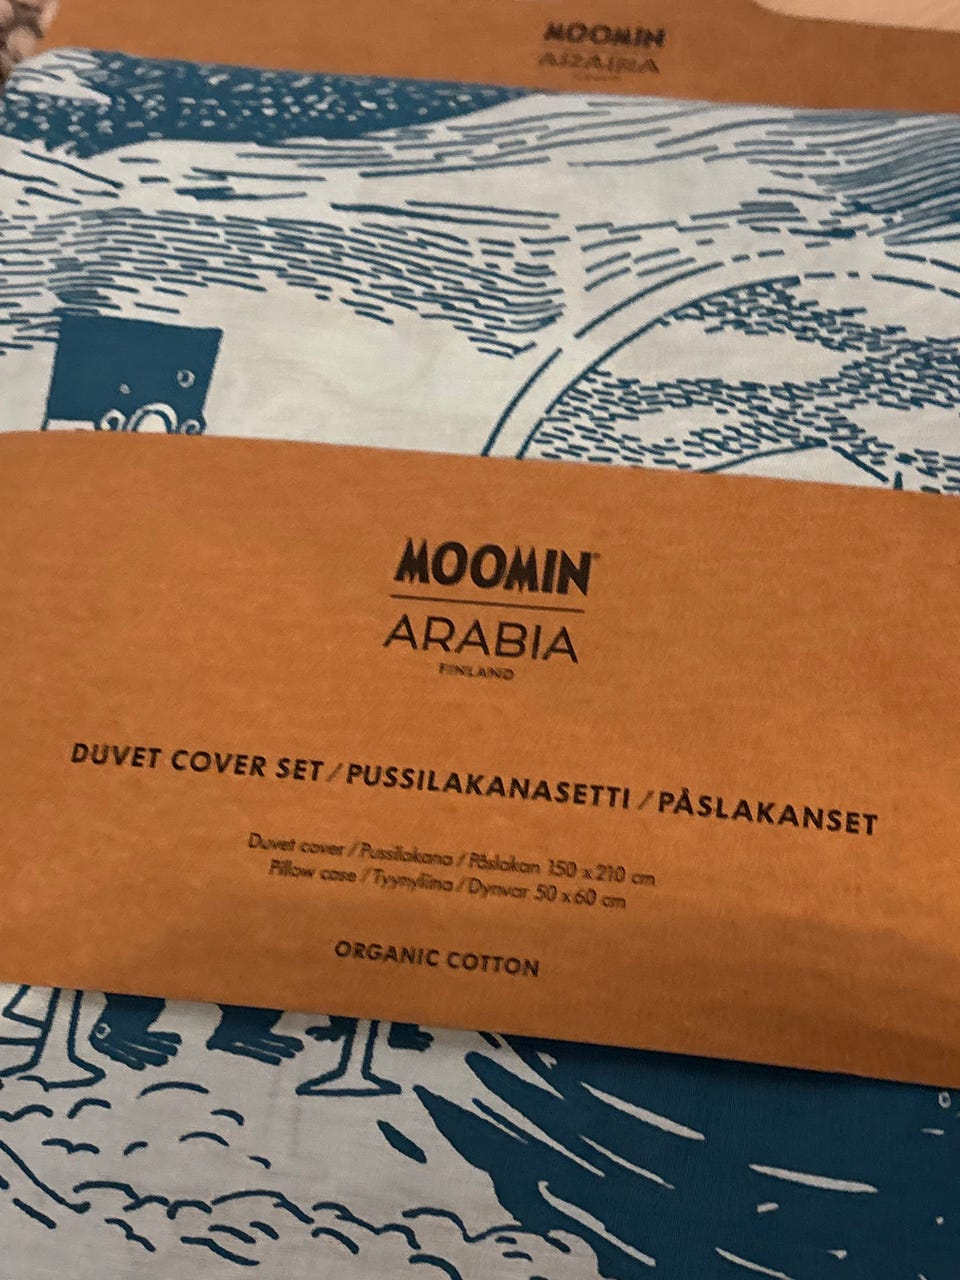 MOOMIN
ARABIA
MOOMIN
ARABIA
FINLAND
DUVET COVER SET / PUSSILAKANASETTI / PÅSLAKANSET
Duvet cover / Pussilakana / Påslakan 150 x 210 cm
Pillow case / Tyynyliina / Dynvar 50 x 60 cm
ORGANIC COTTON